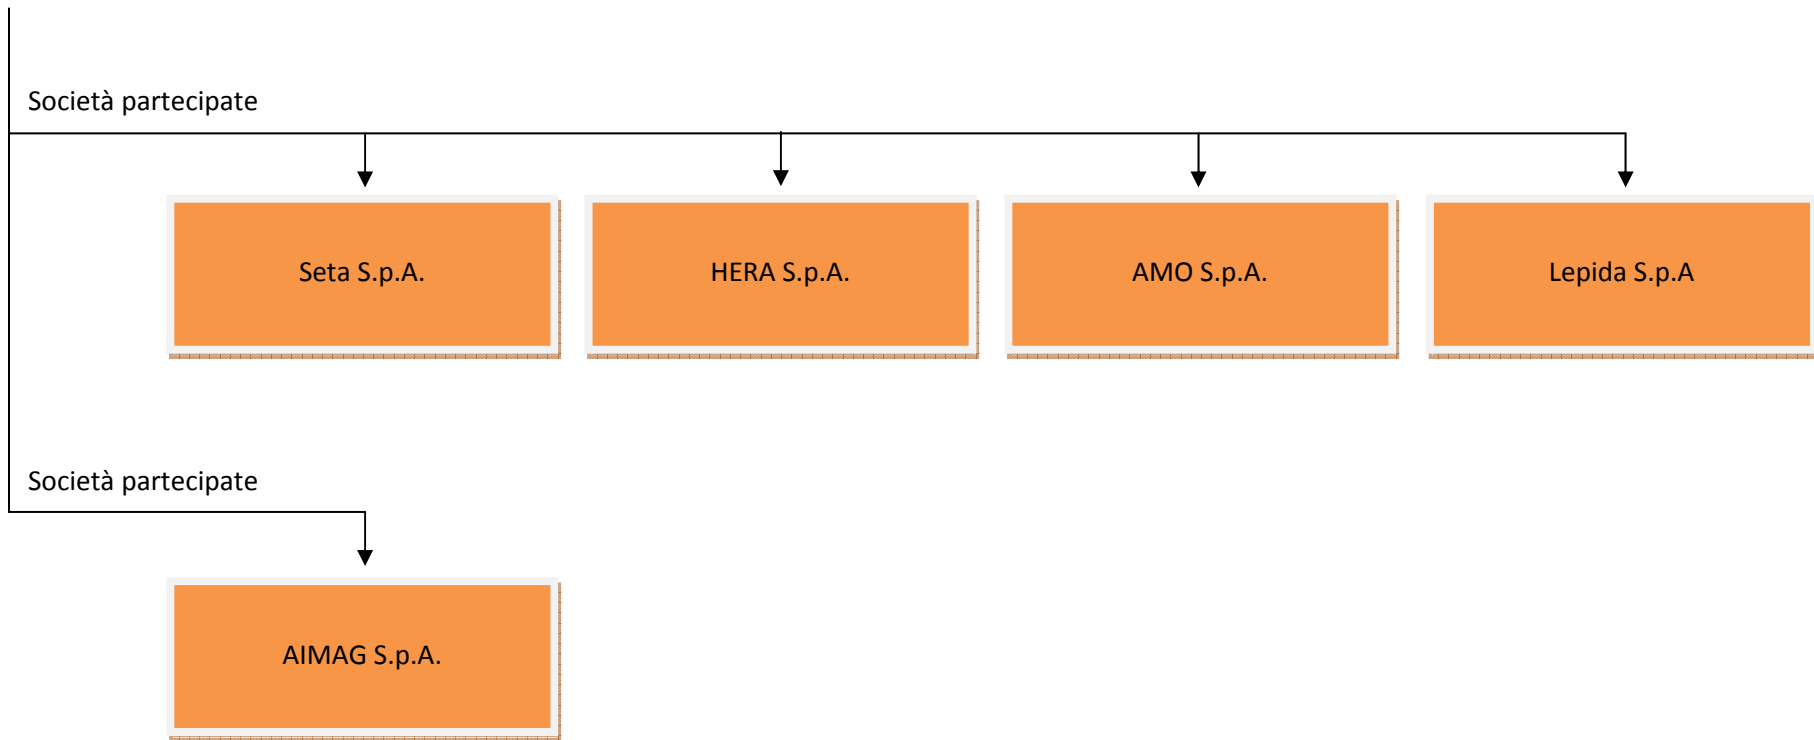 Società partecipate
Seta S.p.A.
HERA S.p.A.
AMO S.p.A.
Lepida S.p.A
Società partecipate
AIMAG S.p.A.